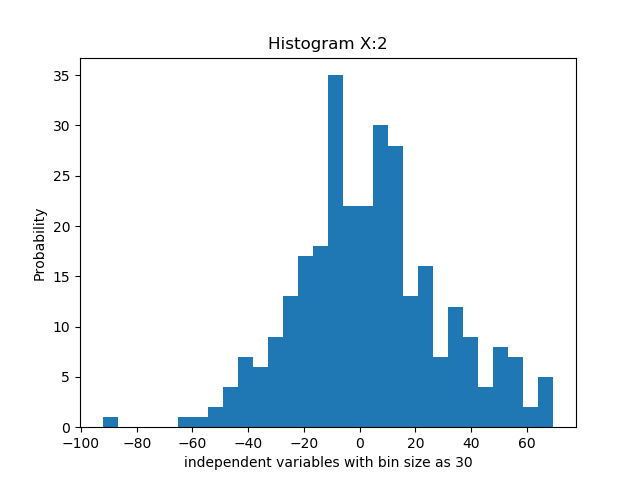 Histogram X:2
35
30
25
20
15
10
5
0
Probability
−100 −80 −60 −40 −20 0 20 40 60
independent variables with bin size as 30